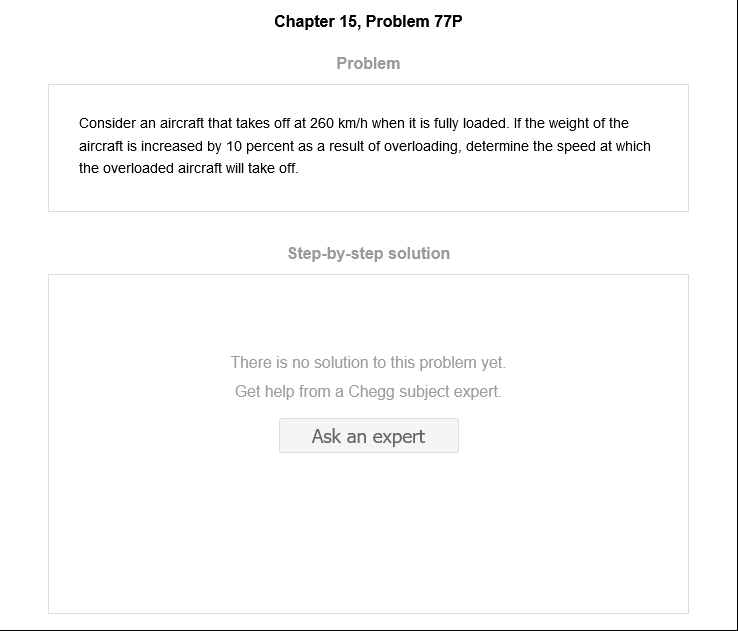 Chapter 15, Problem 77P
Problem
Consider an aircraft that takes off at 260 km/h when it is fully loaded. If the weight of the
aircraft is increased by 10 percent as a result of overloading, determine the speed at which
the overloaded aircraft will take off.
Step-by-step solution
There is no solution to this problem yet.
Get help from a Chegg subject expert.
Ask an expert